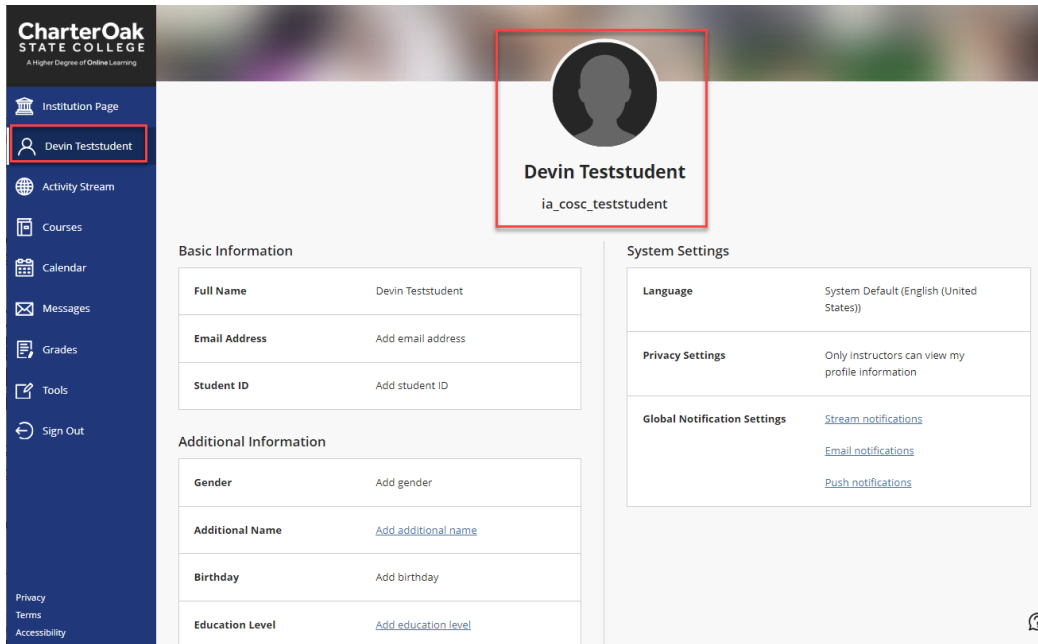 CharterOak
STATE COLLEGE
A Higher Degree of Online Learning
Institution Page
Devin Teststudent
Activity Stream
Courses
Calendar
Messages
Grades
Tools
Sign Out
Privacy
Terms
Accessibility
Devin Teststudent
ia_cosc_teststudent
Basic Information
Full Name Devin Teststudent
Email Address Add email address
Student ID Add student ID
Additional Information
Gender Add gender
Additional Name Add additional name
Birthday Add birthday
Education Level Add education level
System Settings
Language System Default (English (United
States))
Privacy Settings Only instructors can view my
profile information
Global Notification Settings Stream notifications
Email notifications
Push notifications